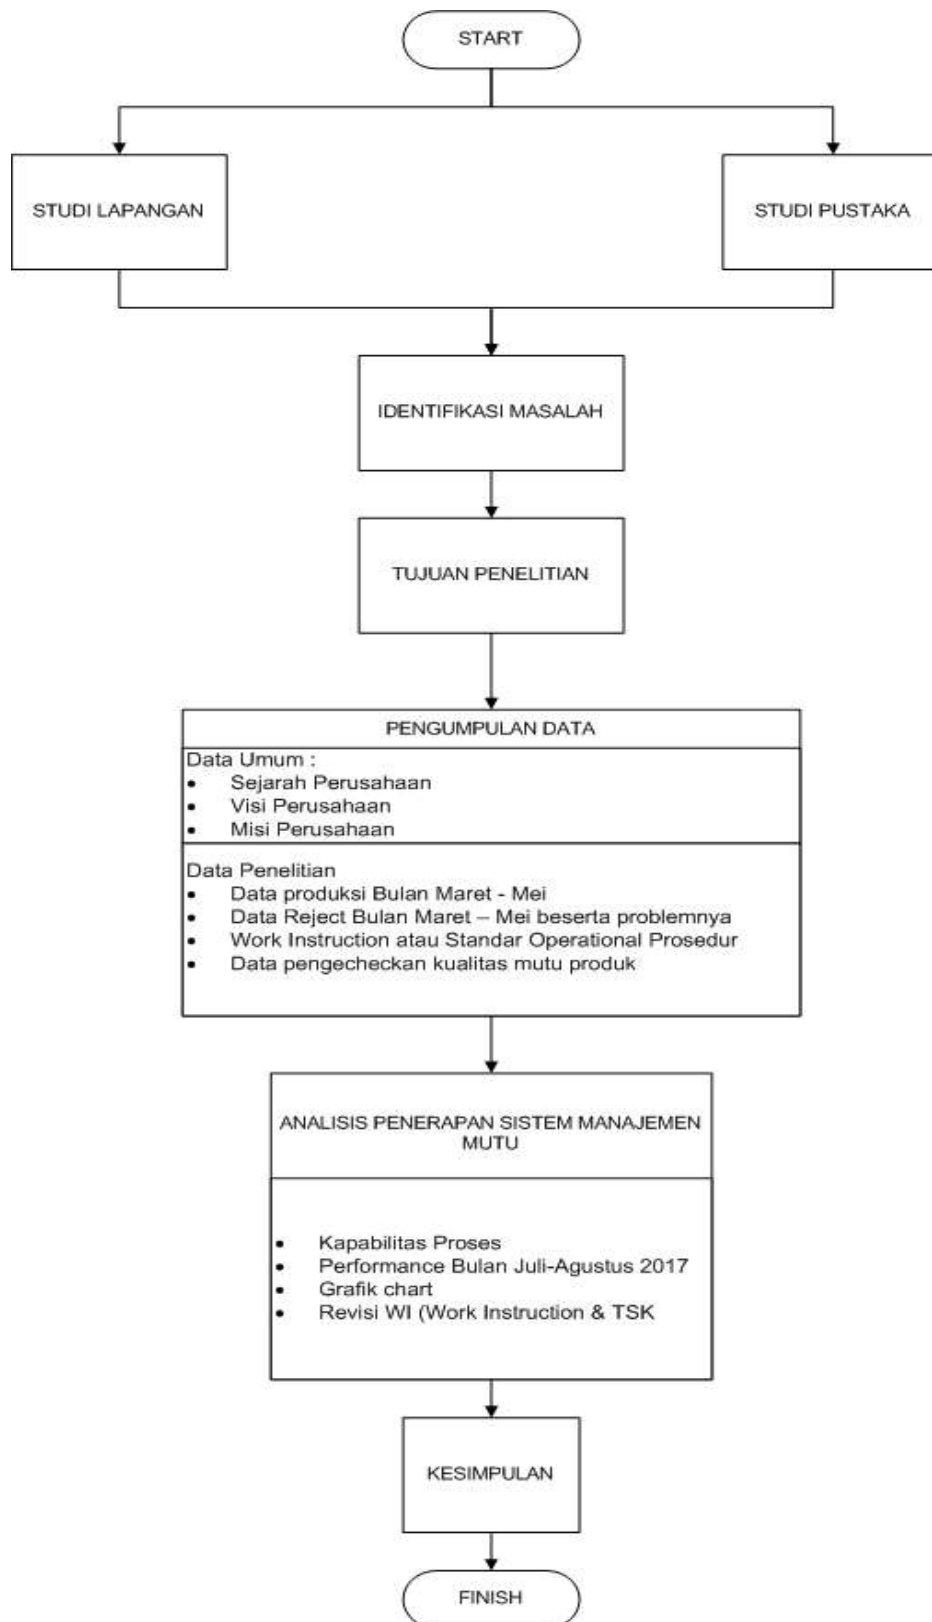 START
STUDI LAPANGAN
STUDI PUSTAKA
IDENTIFIKASI MASALAH
TUJUAN PENELITIAN
PENGUMPULAN DATA
Data Umum :
• Sejarah Perusahaan
• Visi Perusahaan
• Misi Perusahaan
Data Penelitian
• Data produksi Bulan Maret - Mei
• Data Reject Bulan Maret – Mei beserta problemnya
• Work Instruction atau Standar Operational Prosedur
• Data pengecheckan kualitas mutu produk
ANALISIS PENERAPAN SISTEM MANAJEMEN
MUTU
• Kapabilitas Proses
• Performance Bulan Juli-Agustus 2017
• Grafik chart
• Revisi WI (Work Instruction & TSK
KESIMPULAN
FINISH